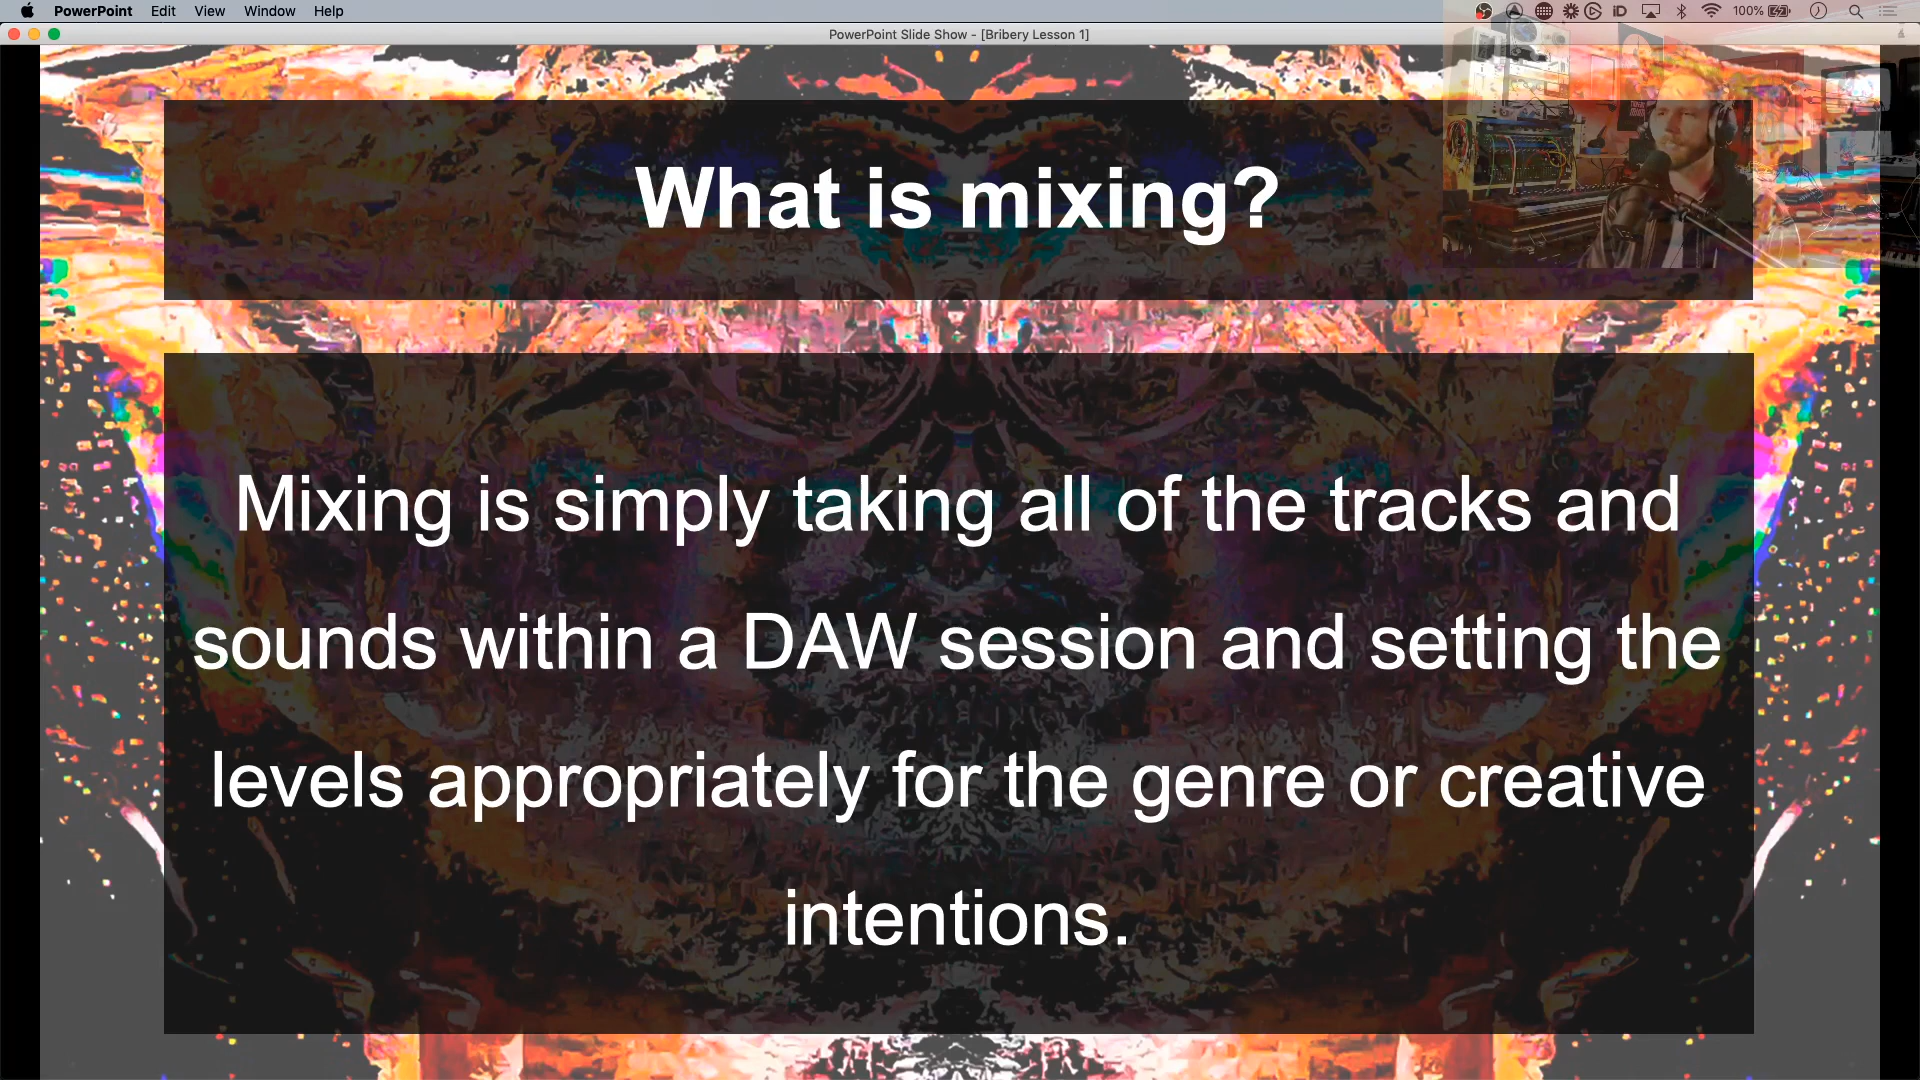 PowerPoint Edit View Window Help
100%
PowerPoint Slide Show - [Bribery Lesson 1]
What is mixing?
Mixing is simply taking all of the tracks and
sounds within a DAW session and setting the
levels appropriately for the genre or creative
intentions.